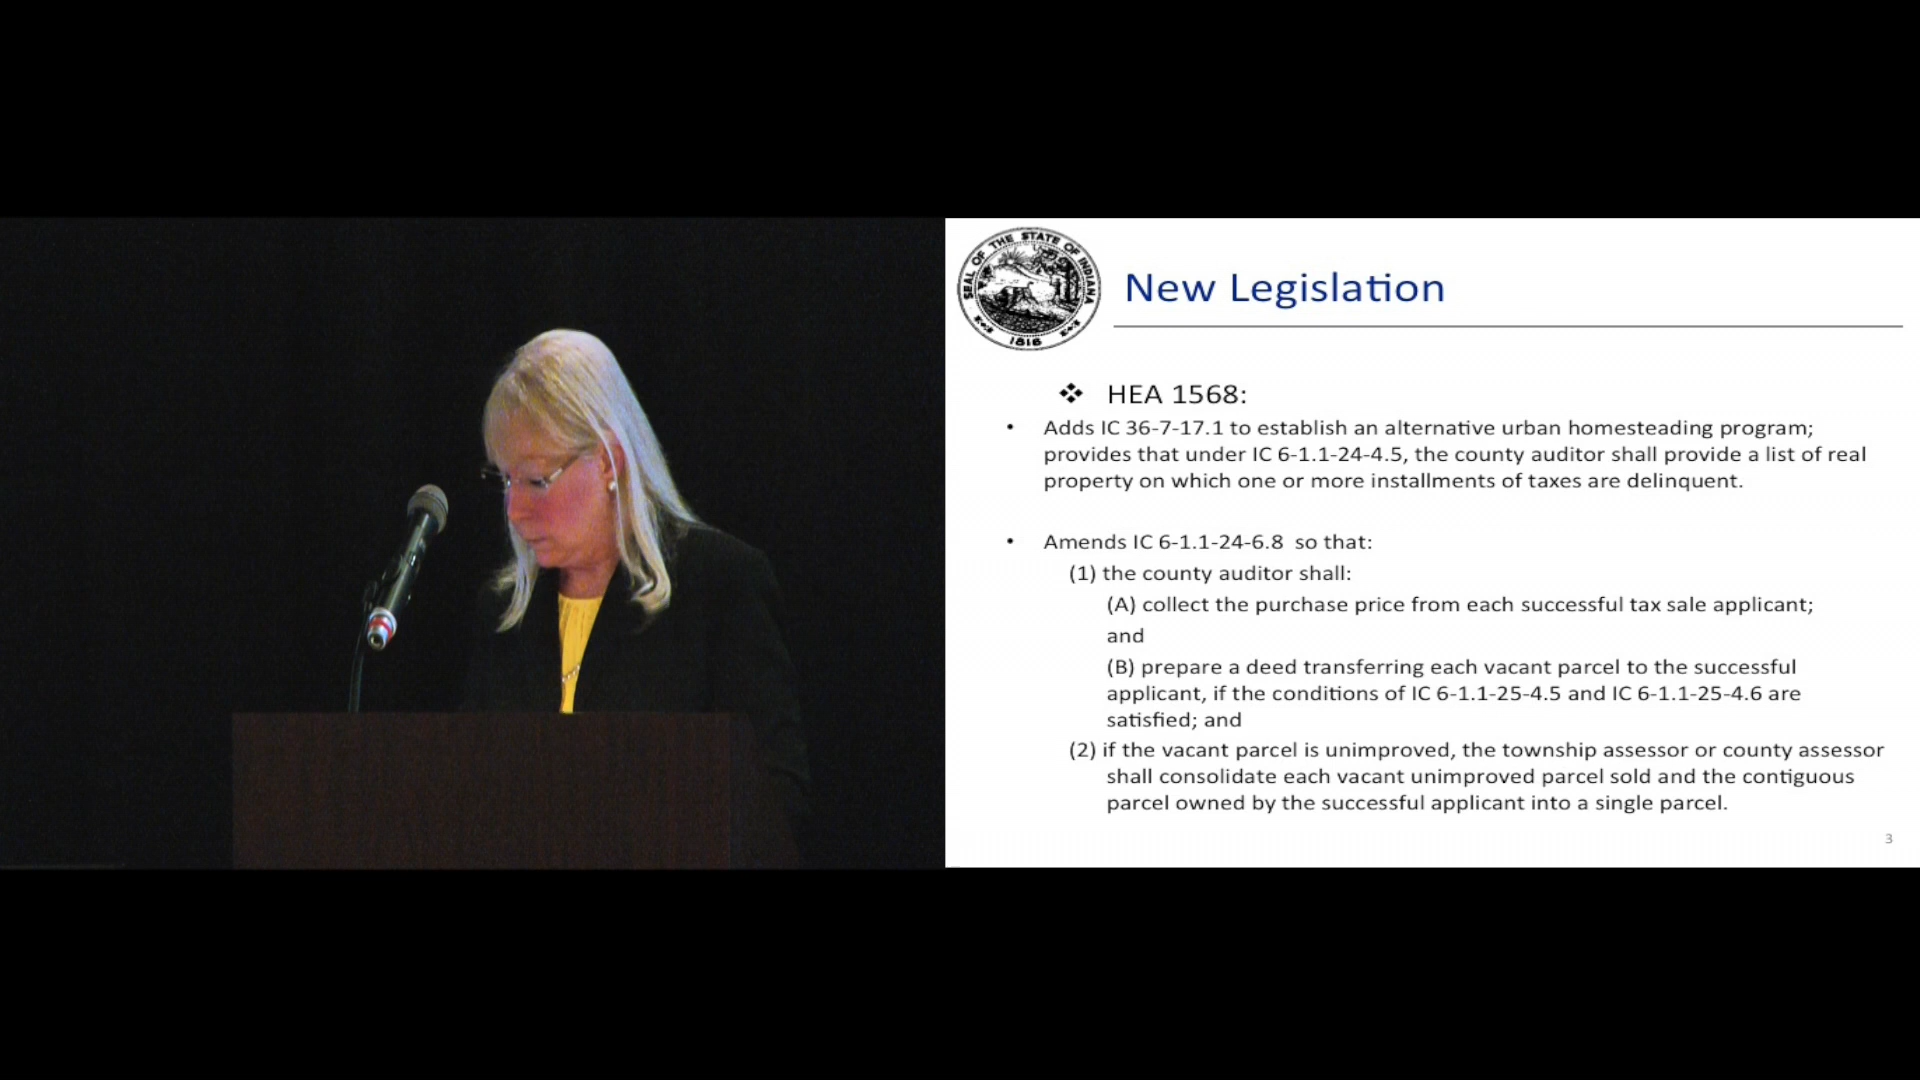 SEAL OF THE STATE OF INDIANA
1816
New Legislation
❖ HEA 1568:
• Adds IC 36-7-17.1 to establish an alternative urban homesteading program;
provides that under IC 6-1.1-24-4.5, the county auditor shall provide a list of real
property on which one or more installments of taxes are delinquent.
• Amends IC 6-1.1-24-6.8  so that:
(1) the county auditor shall:
(A) collect the purchase price from each successful tax sale applicant;
and
(B) prepare a deed transferring each vacant parcel to the successful
applicant, if the conditions of IC 6-1.1-25-4.5 and IC 6-1.1-25-4.6 are
satisfied; and
(2) if the vacant parcel is unimproved, the township assessor or county assessor
shall consolidate each vacant unimproved parcel sold and the contiguous
parcel owned by the successful applicant into a single parcel.
3